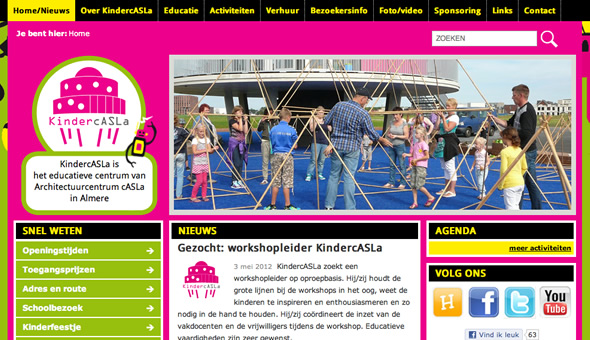 Home/Nieuws Over KindercASLa Educatie Activiteiten Verhuur Bezoekersinfo Foto/video Sponsoring Links Contact
Je bent hier: Home
ZOEKEN
KindercASLa
KindercASLa is
het educatieve centrum van
Architectuurcentrum cASLa
in Almere
SNEL WETEN
Openingstijden
Toegangsprijzen
Adres en route
Schoolbezoek
Kinderfeestje
NIEUWS
Gezocht: workshopleider KindercASLa
KindercASLa
3 mei 2012 KindercASLa zoekt een
workshopleider op oproepbasis. Hij/zij houdt de
grote lijnen bij de workshops in het oog, weet de
kinderen te inspireren en enthousiasmeren en zo
nodig in de hand te houden. Hij/zij coördineert de inzet van de
vakdocenten en de vrijwilligers tijdens de workshop. Educatieve
vaardigheden zijn zeer gewenst.
AGENDA
meer activiteiten
VOLG ONS
H f t You Tube
Vind ik leuk 63